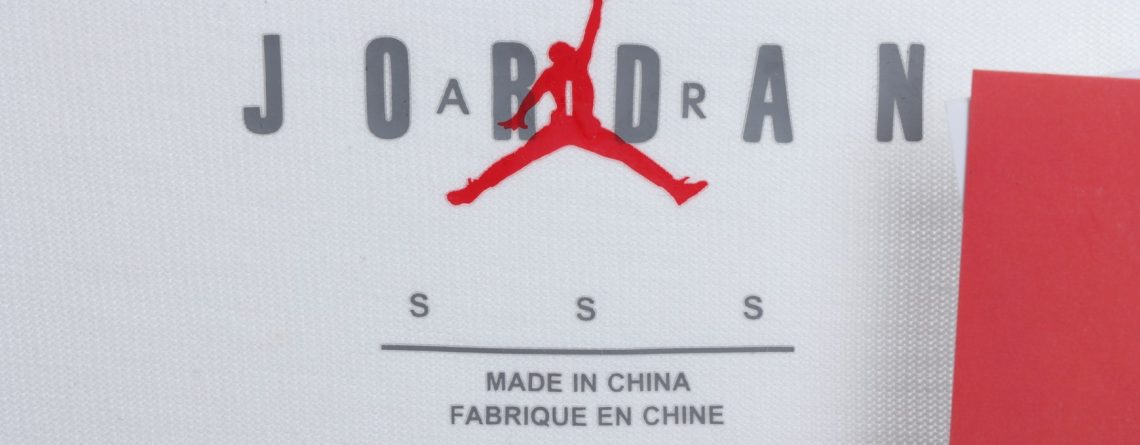 JORDAN
AIR
S S S
MADE IN CHINA
FABRIQUE EN CHINE